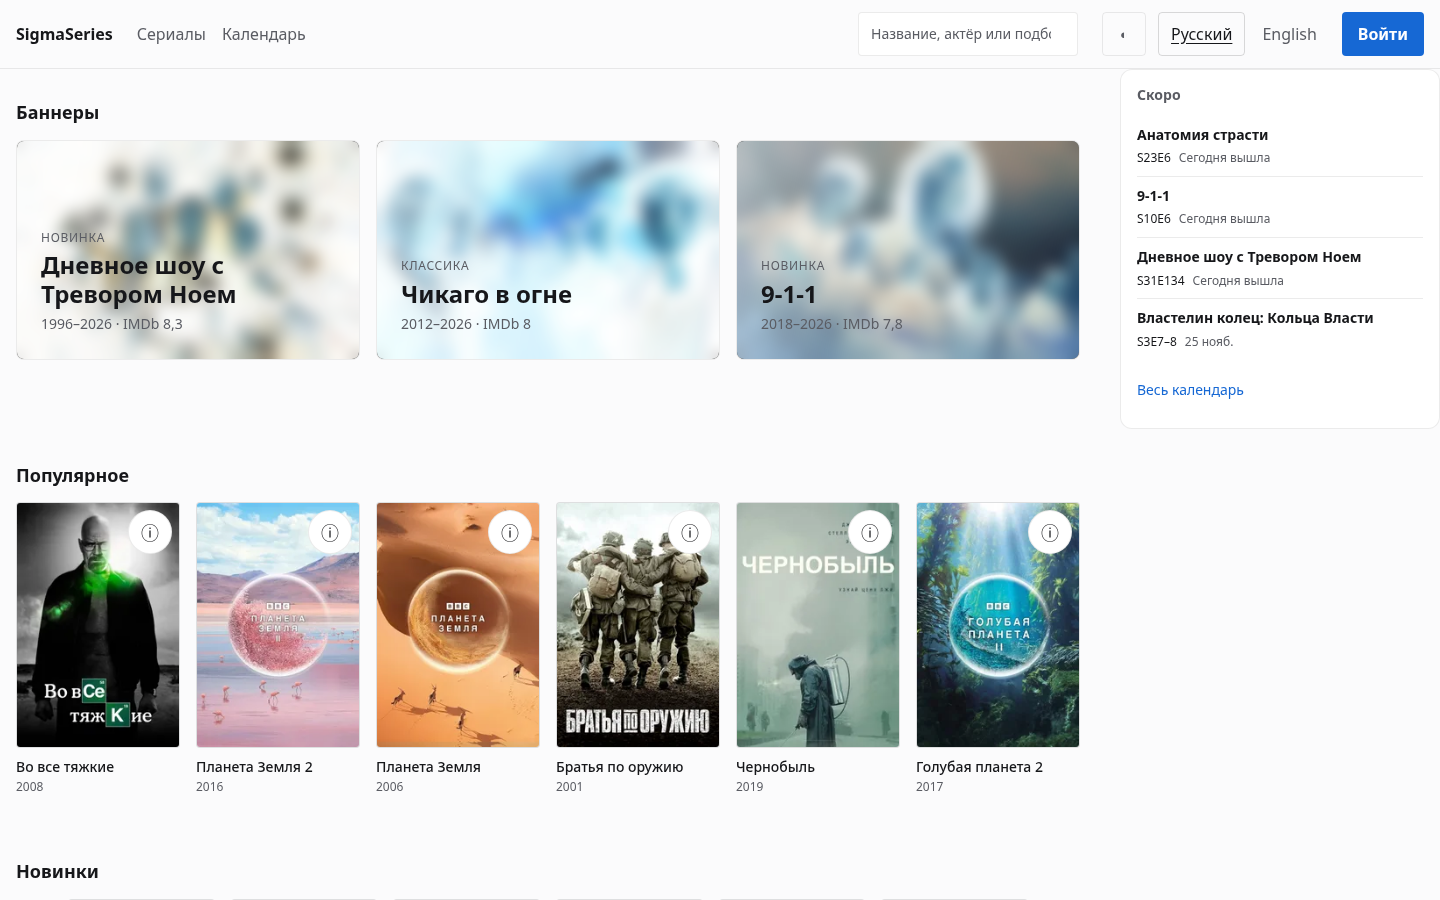 SigmaSeries
Сериалы
Календарь
Название, актёр или подбо
Русский
English
Войти
Баннеры
НОВИНКА
Дневное шоу с
Тревором Ноем
1996–2026 · IMDb 8,3
КЛАССИКА
Чикаго в огне
2012–2026 · IMDb 8
НОВИНКА
9-1-1
2018–2026 · IMDb 7,8
Скоро
Анатомия страсти
S23E6 Сегодня вышла
9-1-1
S10E6 Сегодня вышла
Дневное шоу с Тревором Ноем
S31E134 Сегодня вышла
Властелин колец: Кольца Власти
S3E7–8 25 нояб.
Весь календарь
Популярное
Во вСе
тяжКие
Во все тяжкие
2008
BBC
ПЛАНЕТА
ЗЕМЛЯ
II
Планета Земля 2
2016
BBC
ПЛАНЕТА
ЗЕМЛЯ
Планета Земля
2006
БРАТЬЯ ПО ОРУЖИЮ
Братья по оружию
2001
ЧЕРНОБЫЛЬ
Чернобыль
2019
BBC
ГОЛУБАЯ
ПЛАНЕТА
II
Голубая планета 2
2017
Новинки